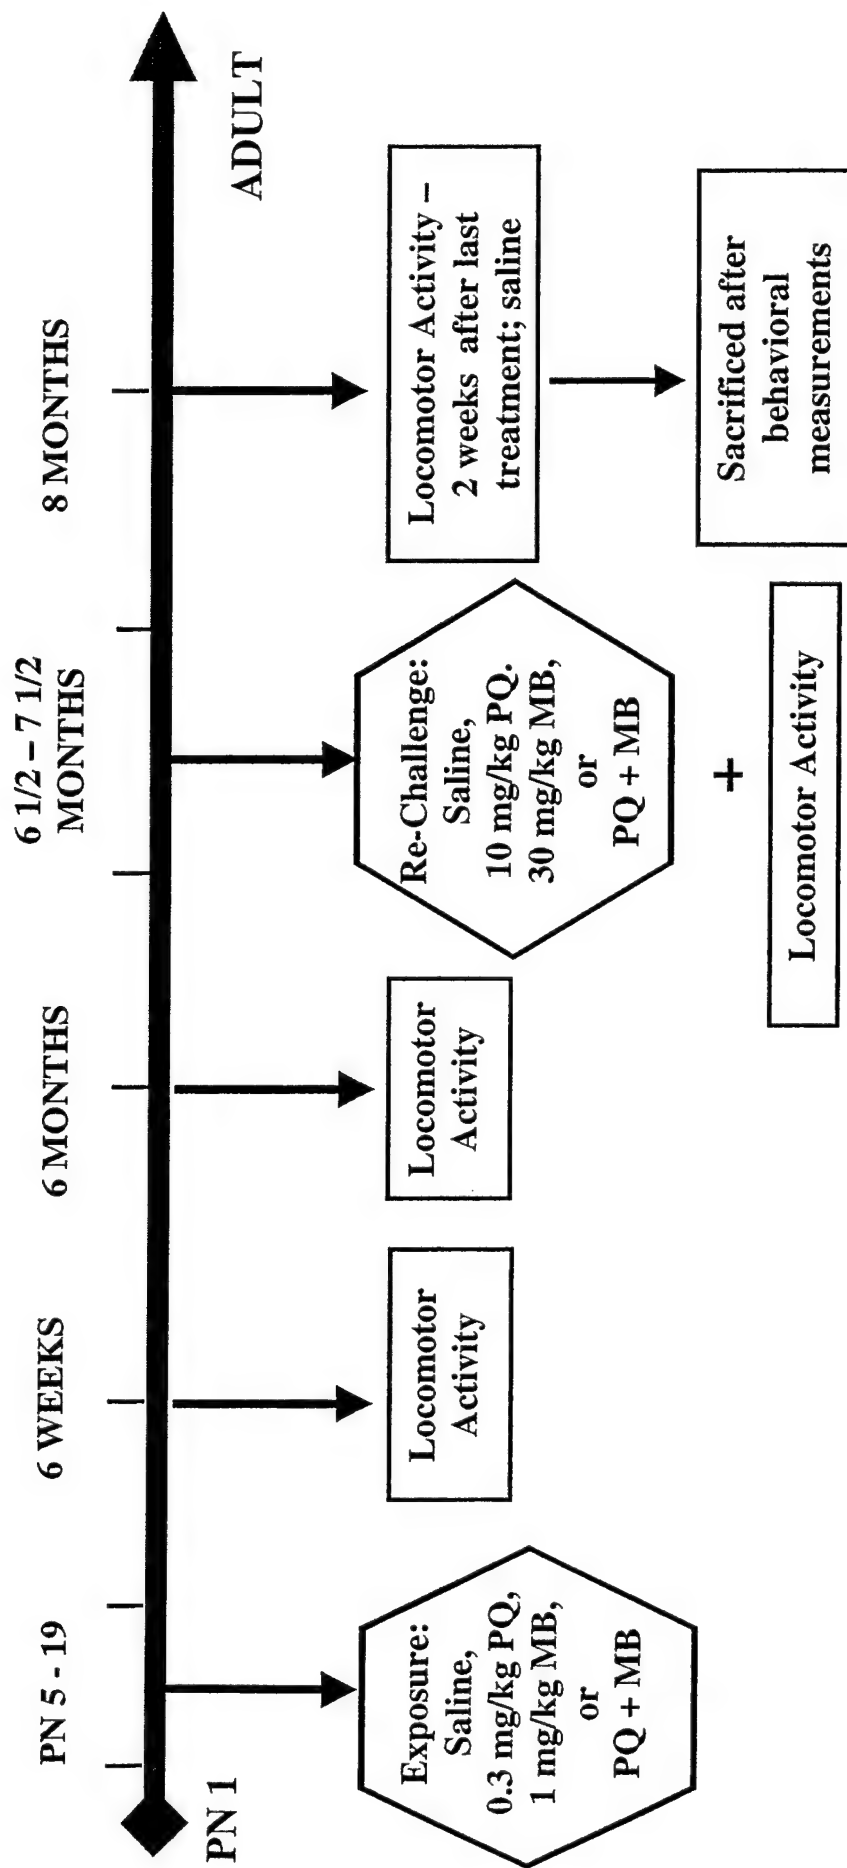 PN 5 - 19
6 WEEKS
6 MONTHS
6 1/2 – 7 1/2
MONTHS
8 MONTHS
PN 1
ADULT
Exposure:
Saline,
0.3 mg/kg PQ,
1 mg/kg MB,
or
PQ + MB
Locomotor
Activity
Locomotor
Activity
Re-Challenge:
Saline,
10 mg/kg PQ.
30 mg/kg MB,
or
PQ + MB
+
Locomotor Activity
Locomotor Activity –
2 weeks after last
treatment; saline
Sacrificed after
behavioral
measurements